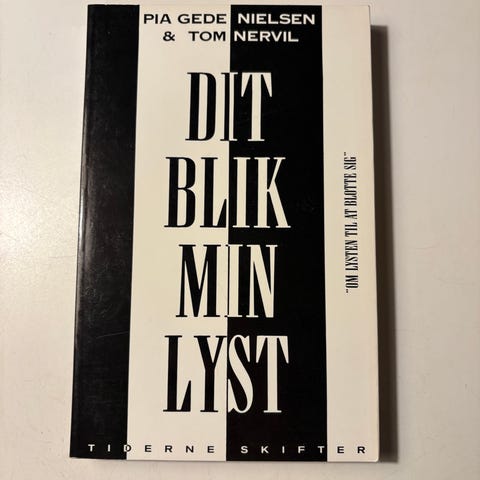 PIA GEDE NIELSEN
& TOM NERVIL
DIT
BLIK
MIN
LYST
"OM LYSTEN TIL AT BLOTTE SIG"
TIDERNE SKIFTER